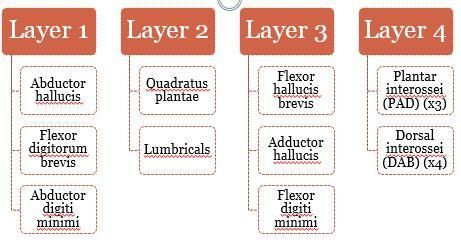 Layer 1
Abductor
hallucis
Flexor
digitorum
brevis
Abductor
digiti
minimi
Layer 2
Quadratus
plantae
Lumbricals
Layer 3
Flexor
hallucis
brevis
Adductor
hallucis
Flexor
digiti
minimi
Layer 4
Plantar
interossei
(PAD) (x3)
Dorsal
interossei
(DAB) (x4)